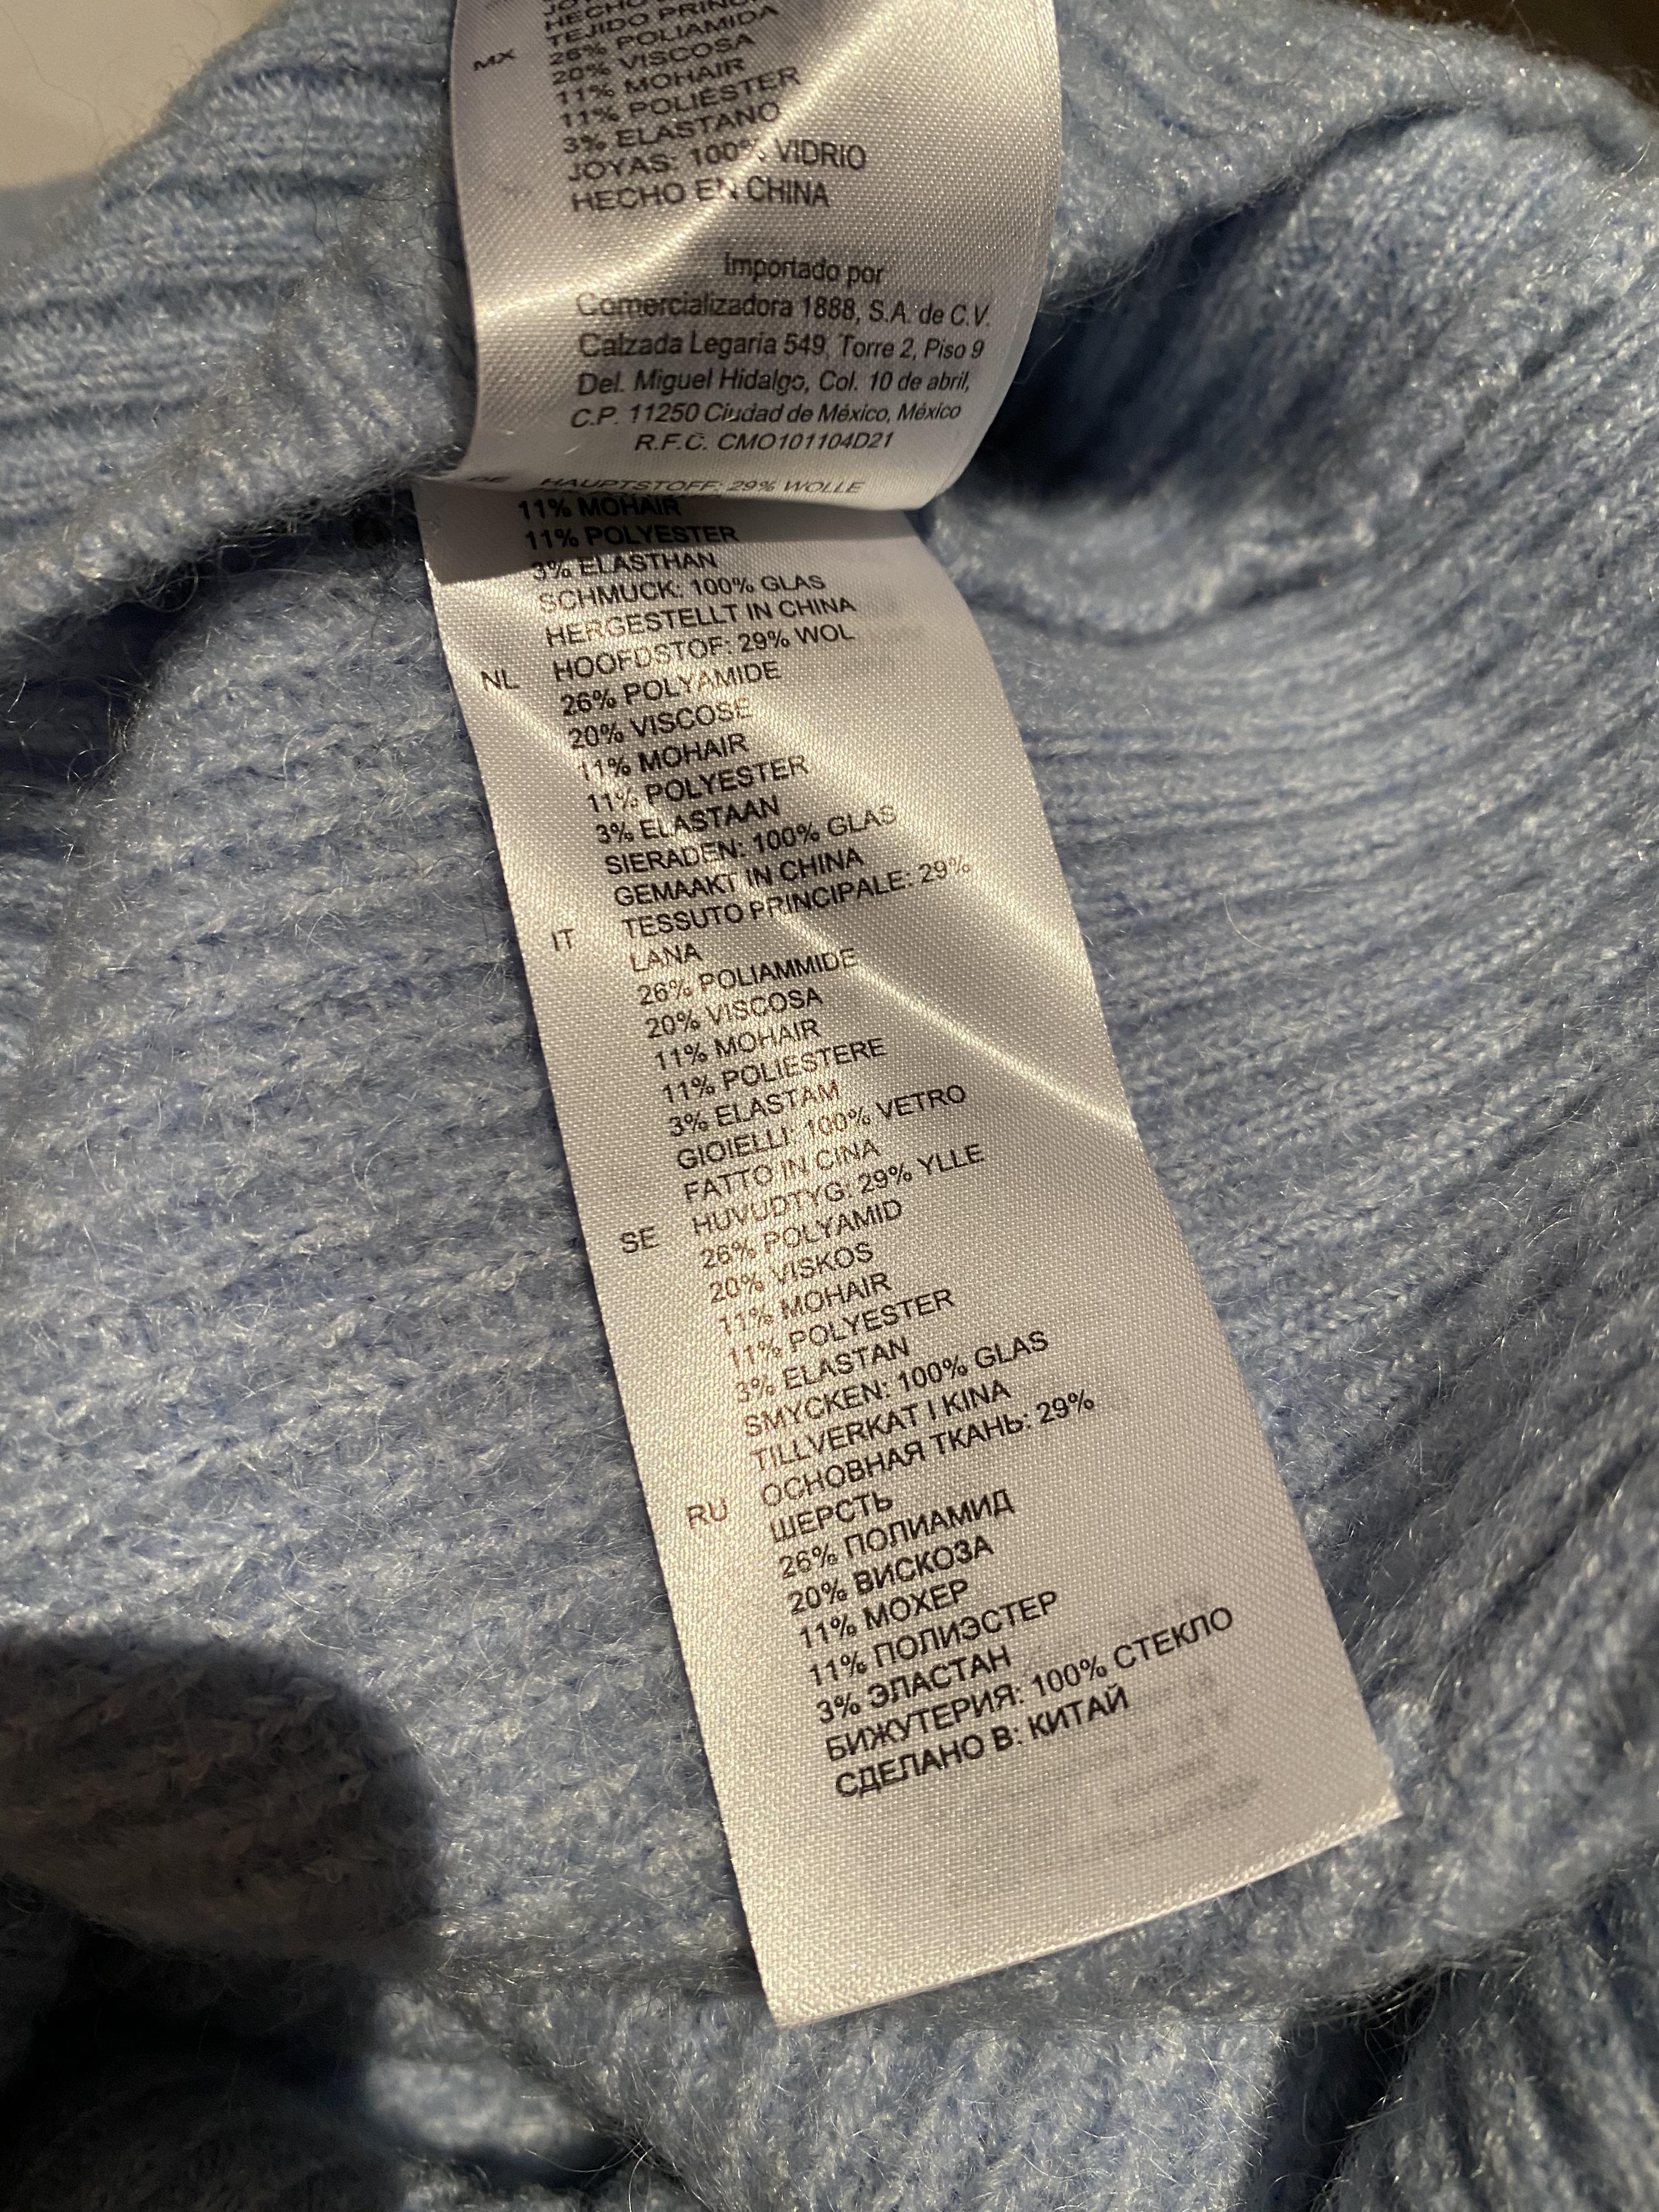 HECHO
TEJIDO PRINC
MX 26% POLIAMIDA
20% VISCOSA
11% MOHAIR
11% POLIÉSTER
3% ELASTANO
JOYAS: 100% VIDRIO
HECHO EN CHINA
Importado por
Comercializadora 1888, S.A. de C.V.
Calzada Legaria 549, Torre 2, Piso 9
Del. Miguel Hidalgo, Col. 10 de abril,
C.P. 11250 Ciudad de México, México
R.F.C. CMO101104D21
DE HAUPTSTOFF: 29% WOLLE
11% MOHAIR
11% POLYESTER
3% ELASTHAN
SCHMUCK: 100% GLAS
HERGESTELLT IN CHINA
NL HOOFDSTOF: 29% WOL
26% POLYAMIDE
20% VISCOSE
11% MOHAIR
11% POLYESTER
3% ELASTAAN
SIERADEN: 100% GLAS
GEMAAKT IN CHINA
IT TESSUTO PRINCIPALE: 29%
LANA
26% POLIAMMIDE
20% VISCOSA
11% MOHAIR
11% POLIESTERE
3% ELASTAM
GIOIELLI: 100% VETRO
FATTO IN CINA
SE HUVUDTYG: 29% YLLE
26% POLYAMID
20% VISKOS
11% MOHAIR
11% POLYESTER
3% ELASTAN
SMYCKEN: 100% GLAS
TILLVERKAT I KINA
RU ОСНОВНАЯ ТКАНЬ: 29%
ШЕРСТЬ
26% ПОЛИАМИД
20% ВИСКОЗА
11% МОХЕР
11% ПОЛИЭСТЕР
3% ЭЛАСТАН
БИЖУТЕРИЯ: 100% СТЕКЛО
СДЕЛАНО В: КИТАЙ